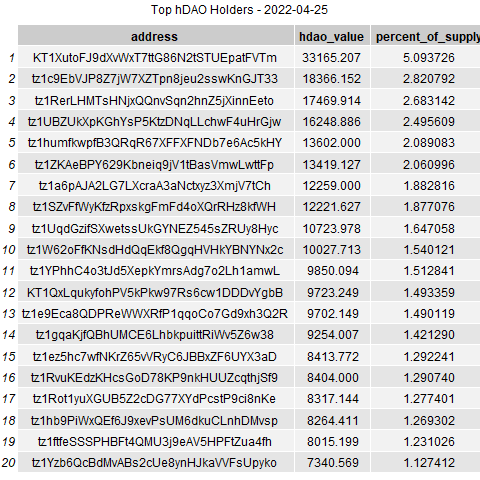 Top hDAO Holders - 2022-04-25
address hdao_value percent_of_supply
1 KT1XutoFJ9dXvWxT7ttG86N2tSTUEpatFVTm 33165.207 5.093726
2 tz1c9EbVJP8Z7jW7XZTpn8jeu2sswKnGJT33 18366.152 2.820792
3 tz1RerLHMTsHNjxQQnvSqn2hnZ5jXinnEeto 17469.914 2.683142
4 tz1UBZUkXpKGhYsP5KtzDNqLLchwF4uHrGjw 16248.886 2.495609
5 tz1humfkwpfB3QRqR67XFFXFNDb7e6Ac5kHY 13602.000 2.089083
6 tz1ZKAeBPY629Kbneiq9jV1tBasVmwLwttFp 13419.127 2.060996
7 tz1a6pAJA2LG7LXcraA3aNctxyz3XmjV7tCh 12259.000 1.882816
8 tz1SZvFfWyKfzRpxskgFmFd4oXQrRHz8kfWH 12221.627 1.877076
9 tz1UqdGzifSXwetssUkGYNEZ545sZRUy8Hyc 10723.978 1.647058
10 tz1W62oFfKNsdHdQqEkf8QgqHVHkYBNYNx2c 10027.713 1.540121
11 tz1YPhhC4o3tJd5XepkYmrsAdg7o2Lh1amwL 9850.094 1.512841
12 KT1QxLqukyfohPV5kPkw97Rs6cw1DDDvYgbB 9723.249 1.493359
13 tz1e9Eca8QDPReWWXRfP1qqoCo7Gd9xh3Q2R 9702.149 1.490119
14 tz1gqaKjfQBhUMCE6LhbkpuittRiWv5Z6w38 9254.007 1.421290
15 tz1ez5hc7wfNKrZ65vVRyC6JBBxZF6UYX3aD 8413.772 1.292241
16 tz1RvuKEdzKHcsGoD78KP9nkHUUZcqthjSf9 8404.000 1.290740
17 tz1Rot1yuXGUB5Z2cDG77XYdPcstP9ci8nKe 8317.144 1.277401
18 tz1hb9PiWxQEf6J9xevPsUM6dkuCLnhDMvsp 8264.411 1.269302
19 tz1ftfeSSSPHBFt4QMU3j9eAV5HPFtZua4fh 8015.199 1.231026
20 tz1Yzb6QcBdMvABs2cUe8ynHJkaVVFsUpyko 7340.569 1.127412